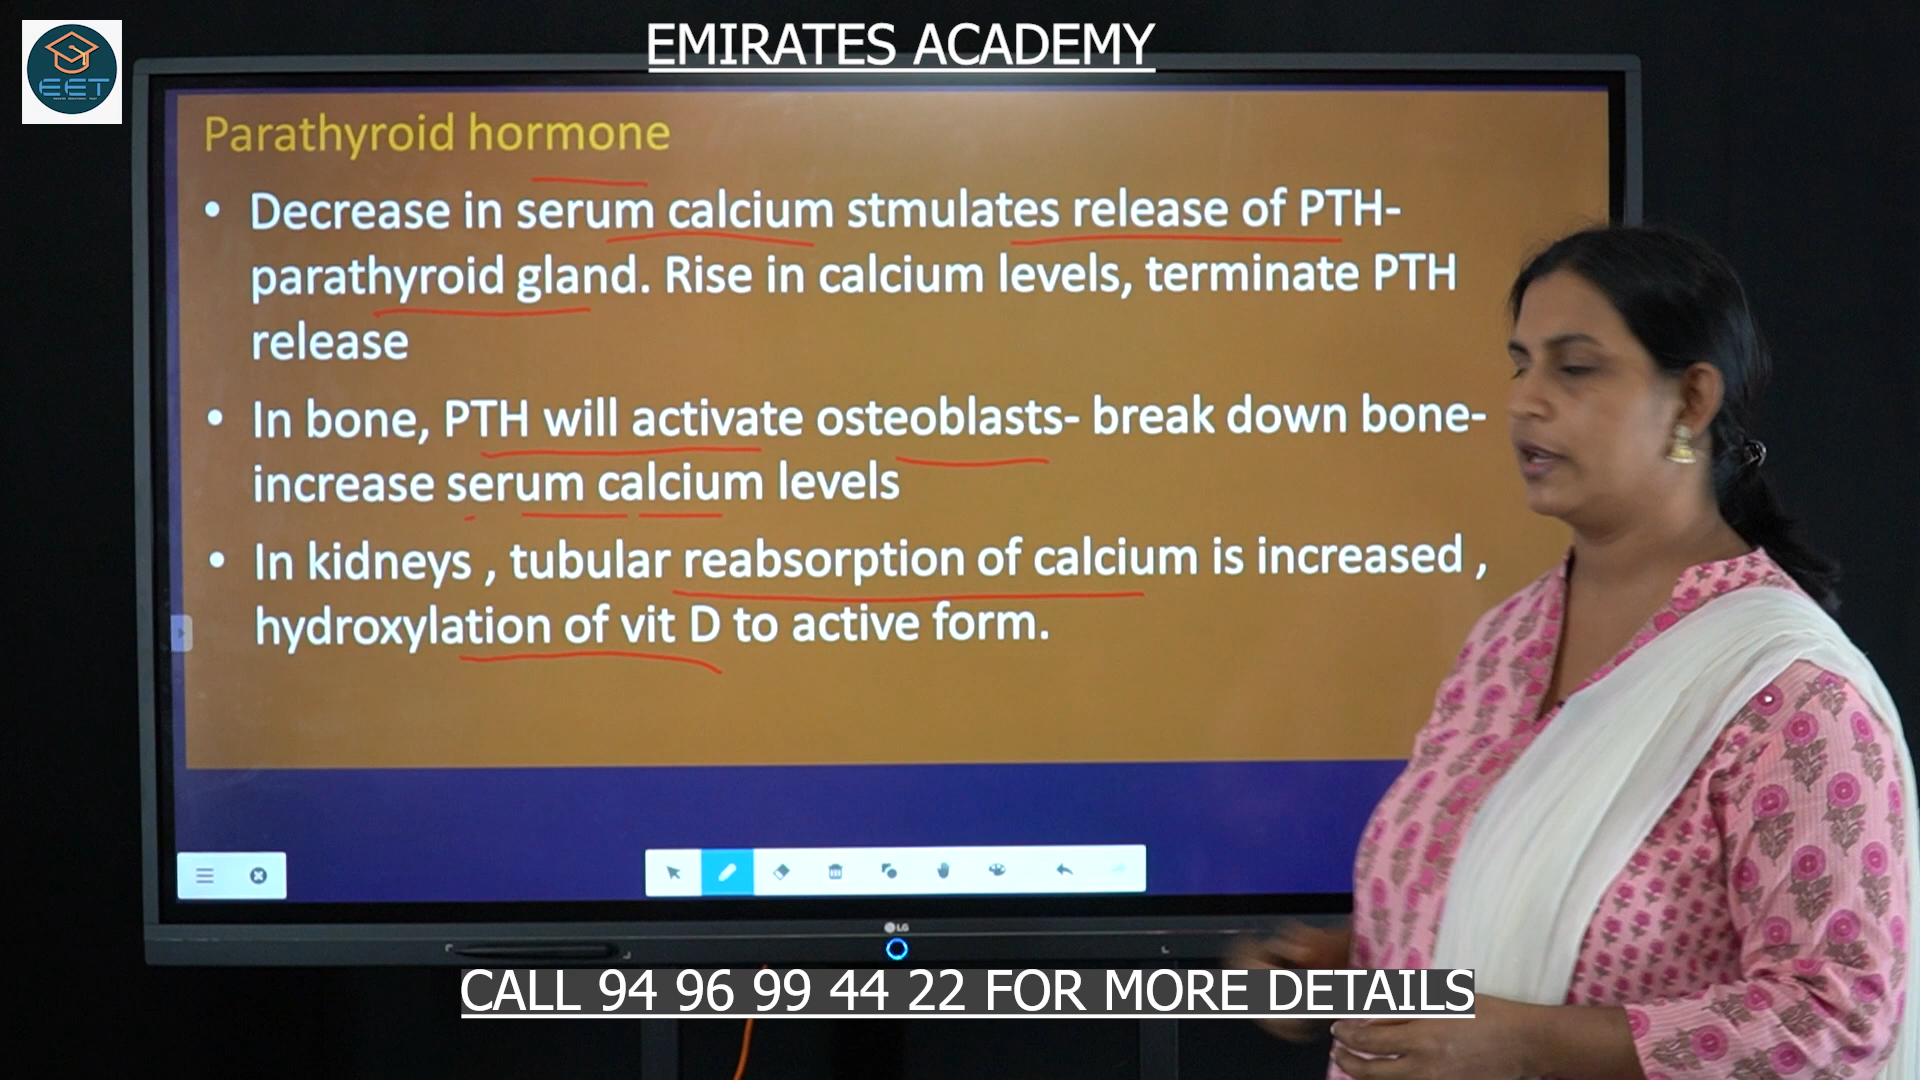 EMIRATES ACADEMY
EET
Parathyroid hormone
• Decrease in serum calcium stmulates release of PTH-
parathyroid gland. Rise in calcium levels, terminate PTH
release
• In bone, PTH will activate osteoblasts- break down bone-
increase serum calcium levels
• In kidneys , tubular reabsorption of calcium is increased ,
hydroxylation of vit D to active form.
LG
CALL 94 96 99 44 22 FOR MORE DETAILS